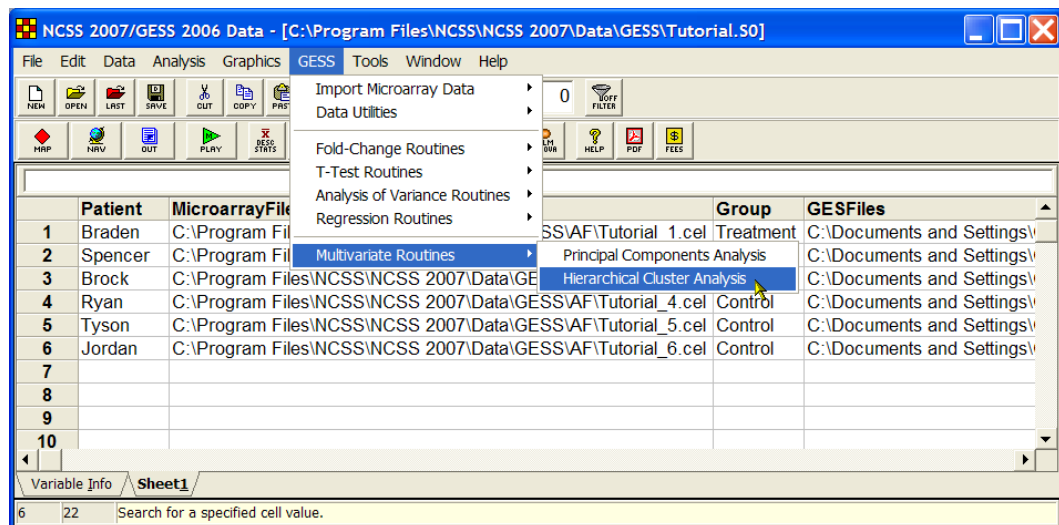 NCSS 2007/GESS 2006 Data - [C:\Program Files\NCSS\NCSS 2007\Data\GESS\Tutorial.S0]
File Edit Data Analysis Graphics GESS Tools Window Help
NEW OPEN LAST SAVE CUT COPY PAS 0 OFF FILTER
MAP NAV OUT PLAY DESC STATS HELP PDF FEES
Import Microarray Data
Data Utilities
Fold-Change Routines
T-Test Routines
Analysis of Variance Routines
Regression Routines
Multivariate Routines
Principal Components Analysis
Hierarchical Cluster Analysis
Patient MicroarrayFile Group GESFiles
1 Braden C:\Program Fil SS\AF\Tutorial_1.cel Treatment C:\Documents and Settings\
2 Spencer C:\Program Fil
3 Brock C:\Program Files\NCSS\NCSS 2007\Data\GE
4 Ryan C:\Program Files\NCSS\NCSS 2007\Data\GESS\AF\Tutorial_4.cel Control C:\Documents and Settings\
5 Tyson C:\Program Files\NCSS\NCSS 2007\Data\GESS\AF\Tutorial_5.cel Control C:\Documents and Settings\
6 Jordan C:\Program Files\NCSS\NCSS 2007\Data\GESS\AF\Tutorial_6.cel Control C:\Documents and Settings\
7
8
9
10
Variable Info Sheet1
6 22 Search for a specified cell value.